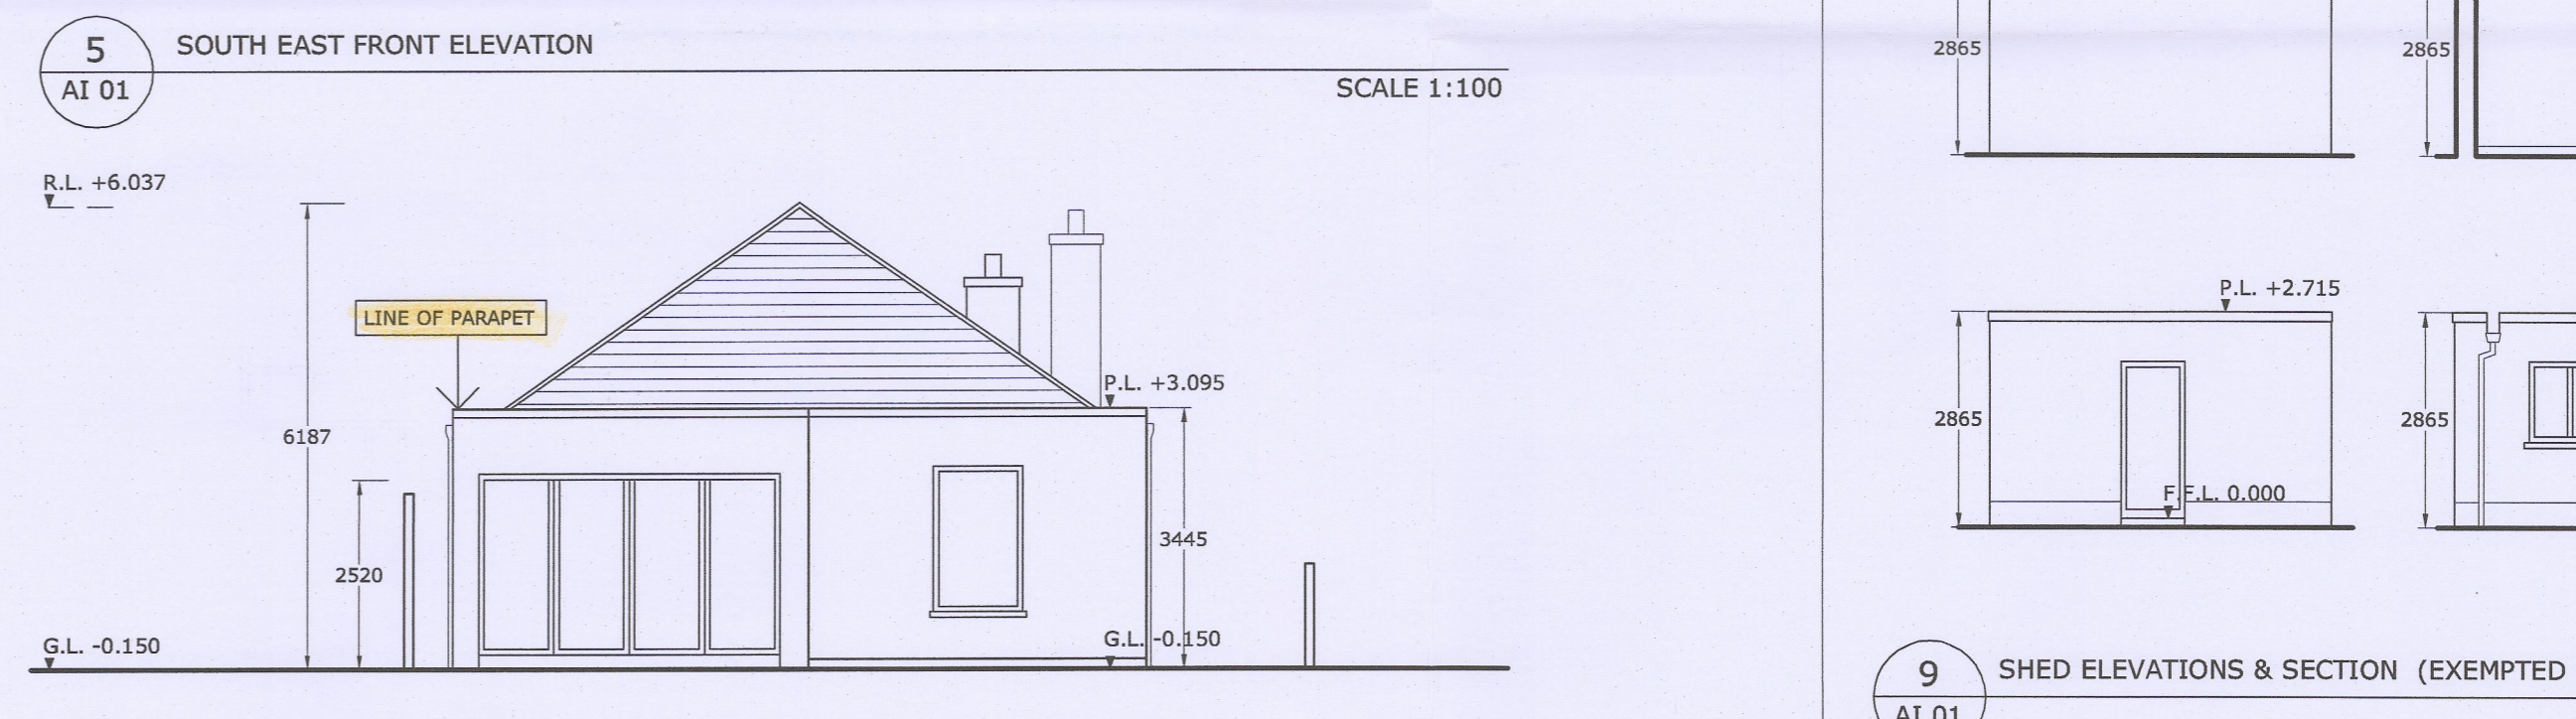 5
AI 01
SOUTH EAST FRONT ELEVATION
SCALE 1:100
R.L. +6.037
LINE OF PARAPET
P.L. +3.095
6187
3445
2520
G.L. -0.150
G.L. -0.150
2865
2865
P.L. +2.715
2865
2865
F.F.L. 0.000
9
AI 01
SHED ELEVATIONS & SECTION (EXEMPTED